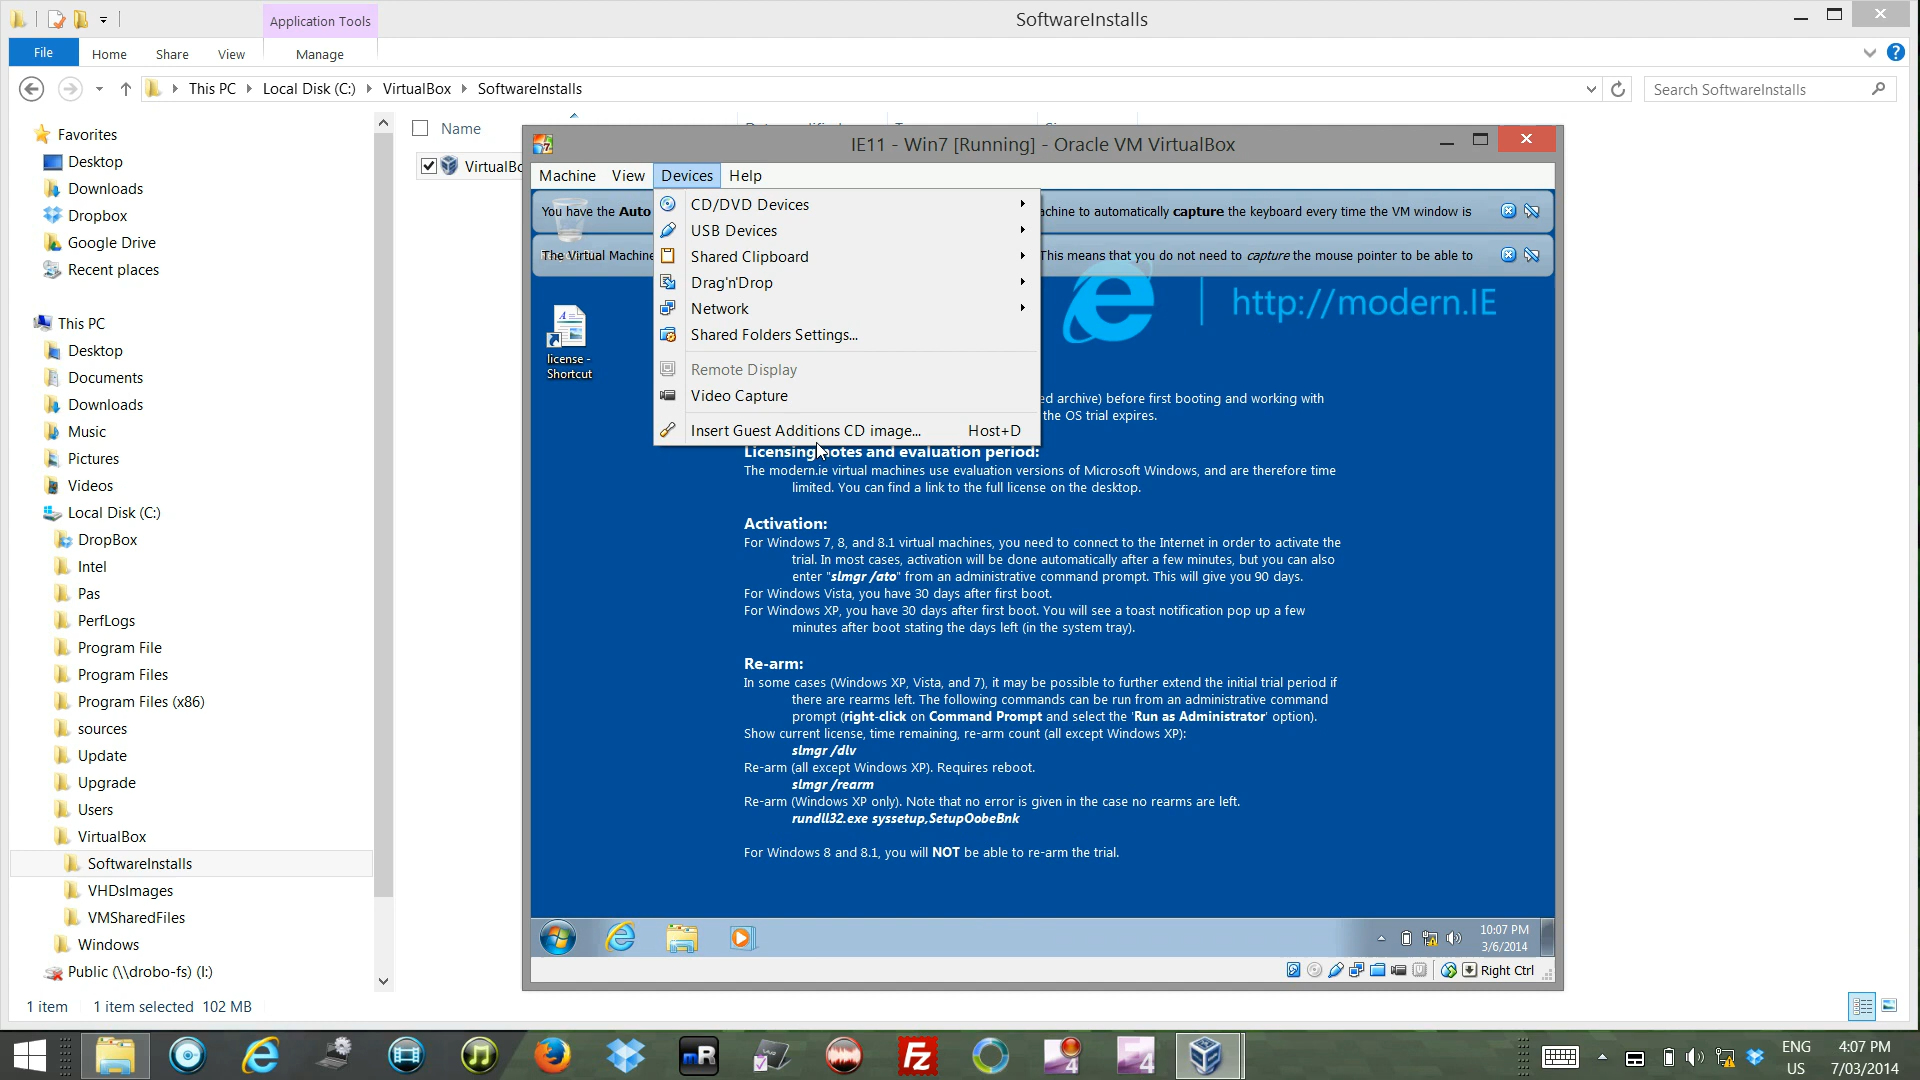 Application Tools
SoftwareInstalls
File
Home
Share
View
Manage
This PC
Local Disk (C:)
VirtualBox
SoftwareInstalls
Search SoftwareInstalls
Favorites
Desktop
Downloads
Dropbox
Google Drive
Recent places
This PC
Desktop
Documents
Downloads
Music
Pictures
Videos
Local Disk (C:)
DropBox
Intel
Pas
PerfLogs
Program File
Program Files
Program Files (x86)
sources
Update
Upgrade
Users
VirtualBox
SoftwareInstalls
VHDsImages
VMSharedFiles
Windows
Public (\\drobo-fs) (I:)
1 item
1 item selected 102 MB
Name
VirtualBo
IE11 - Win7 [Running] - Oracle VM VirtualBox
Machine View Devices Help
You have the Auto
achine to automatically capture the keyboard every time the VM window is
The Virtual Machine
This means that you do not need to capture the mouse pointer to be able to
CD/DVD Devices
USB Devices
Shared Clipboard
Drag'n'Drop
Network
Shared Folders Settings...
Remote Display
Video Capture
Insert Guest Additions CD image... Host+D
license -
Shortcut
http://modern.IE
ed archive) before first booting and working with
the OS trial expires.
Licensing notes and evaluation period:
The modern.ie virtual machines use evaluation versions of Microsoft Windows, and are therefore time
limited. You can find a link to the full license on the desktop.
Activation:
For Windows 7, 8, and 8.1 virtual machines, you need to connect to the Internet in order to activate the
trial. In most cases, activation will be done automatically after a few minutes, but you can also
enter "slmgr /ato" from an administrative command prompt. This will give you 90 days.
For Windows Vista, you have 30 days after first boot.
For Windows XP, you have 30 days after first boot. You will see a toast notification pop up a few
minutes after boot stating the days left (in the system tray).
Re-arm:
In some cases (Windows XP, Vista, and 7), it may be possible to further extend the initial trial period if
there are rearms left. The following commands can be run from an administrative command
prompt (right-click on Command Prompt and select the 'Run as Administrator' option).
Show current license, time remaining, re-arm count (all except Windows XP):
slmgr /dlv
Re-arm (all except Windows XP). Requires reboot.
slmgr /rearm
Re-arm (Windows XP only). Note that no error is given in the case no rearms are left.
rundll32.exe syssetup,SetupOobeBnk
For Windows 8 and 8.1, you will NOT be able to re-arm the trial.
10:07 PM
3/6/2014
Right Ctrl
mR
Fz
4
4
ENG
US
4:07 PM
7/03/2014